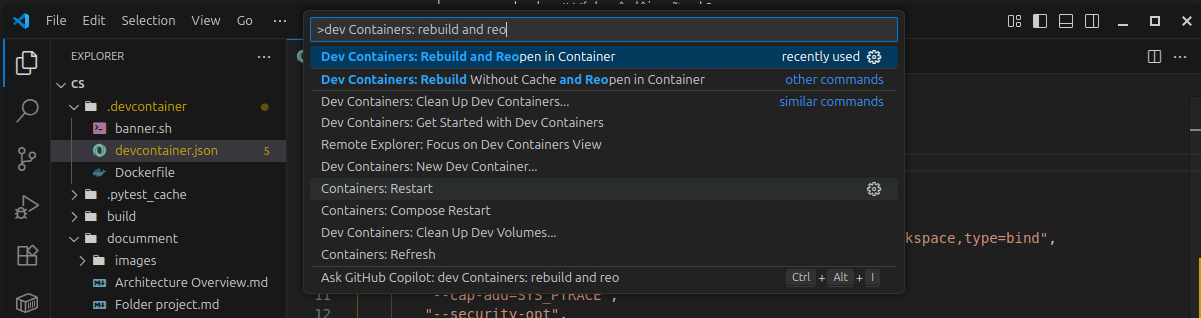 File Edit Selection View Go
>dev Containers: rebuild and reo
EXPLORER
Dev Containers: Rebuild and Reopen in Container recently used
Dev Containers: Rebuild Without Cache and Reopen in Container other commands
Dev Containers: Clean Up Dev Containers... similar commands
Dev Containers: Get Started with Dev Containers
Remote Explorer: Focus on Dev Containers View
Dev Containers: New Dev Container...
Containers: Restart
Containers: Compose Restart
Dev Containers: Clean Up Dev Volumes...
Containers: Refresh
Ask GitHub Copilot: dev Containers: rebuild and reo Ctrl + Alt + I
CS
.devcontainer
banner.sh
devcontainer.json 5
Dockerfile
.pytest_cache
build
documment
images
Architecture Overview.md
Folder project.md
kspace,type=bind",
11 "--cap-add=SYS_PTRACE",
12 "--security-opt",